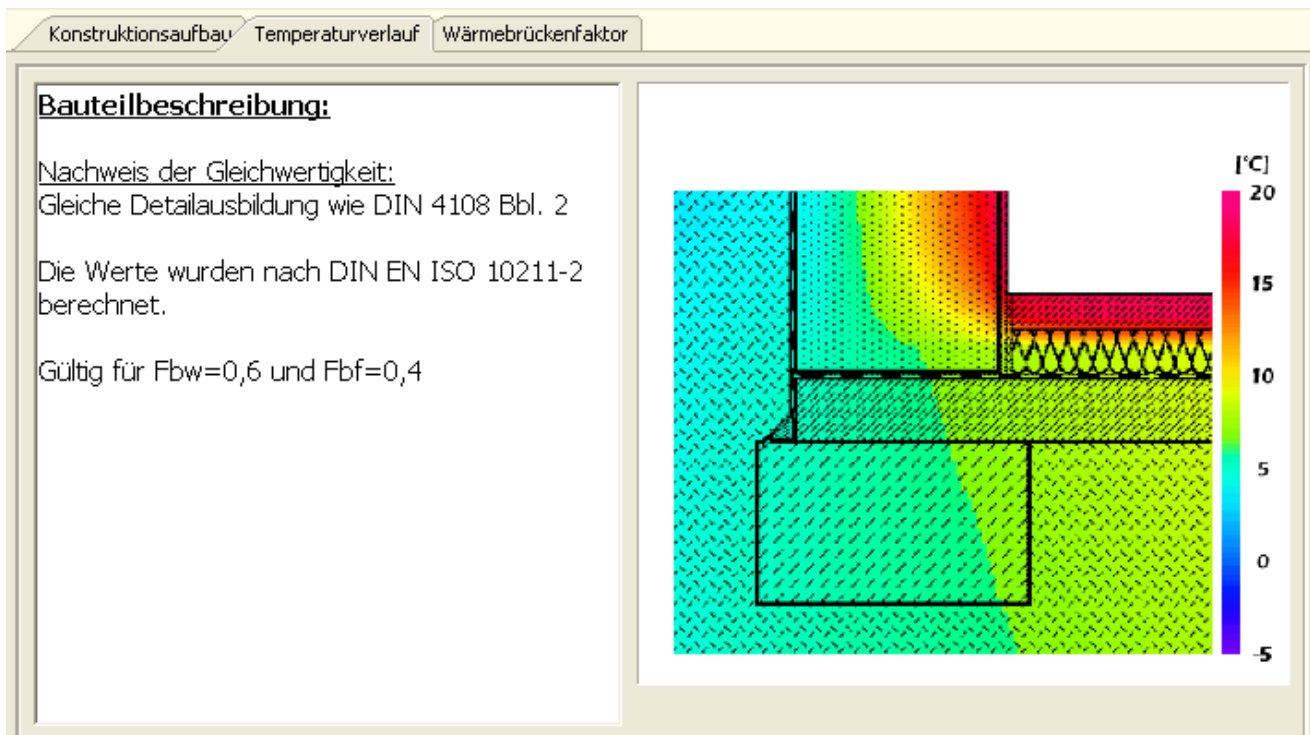 Konstruktionsaufbau Temperaturverlauf Wärmebrückenfaktor
Bauteilbeschreibung:
Nachweis der Gleichwertigkeit:
Gleiche Detailausbildung wie DIN 4108 Bbl. 2
Die Werte wurden nach DIN EN ISO 10211-2
berechnet.
Gültig für Fbw=0,6 und Fbf=0,4
[°C]
20
15
10
5
0
-5